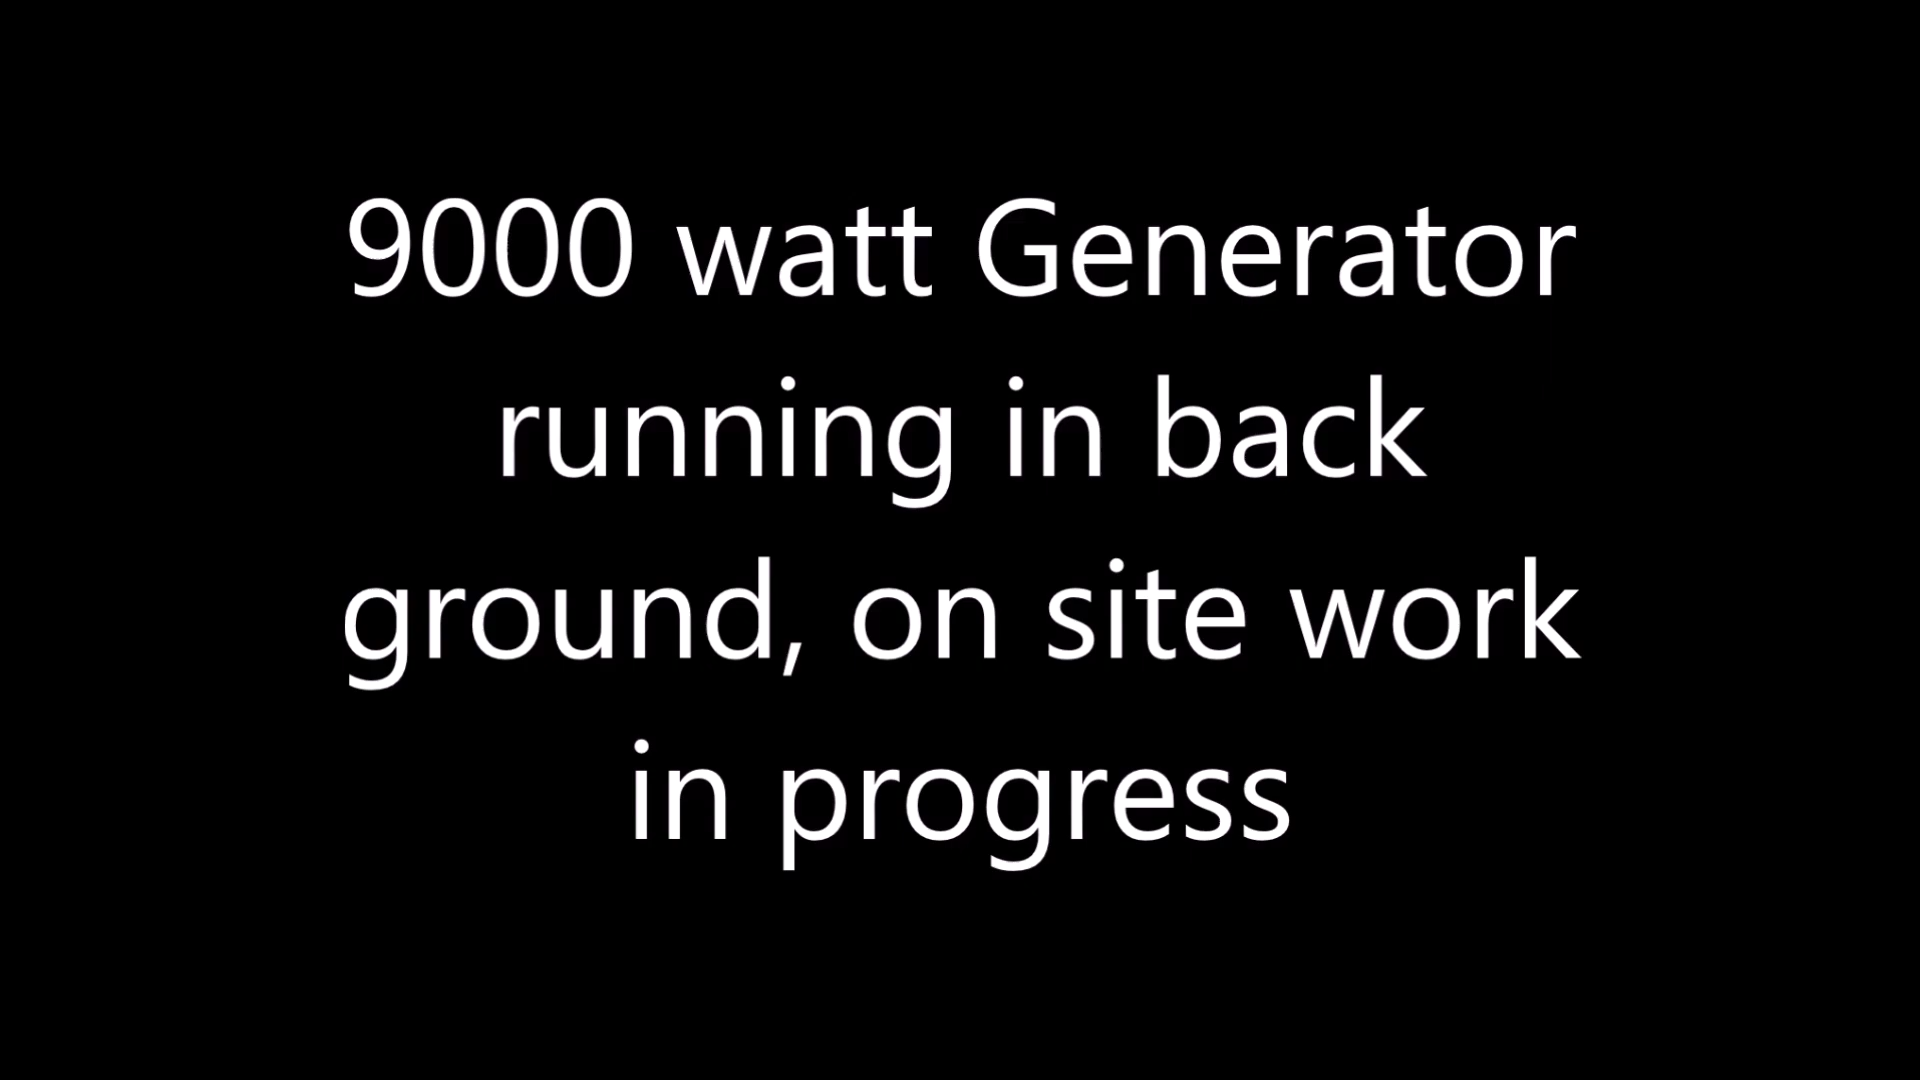 9000 watt Generator
running in back
ground, on site work
in progress